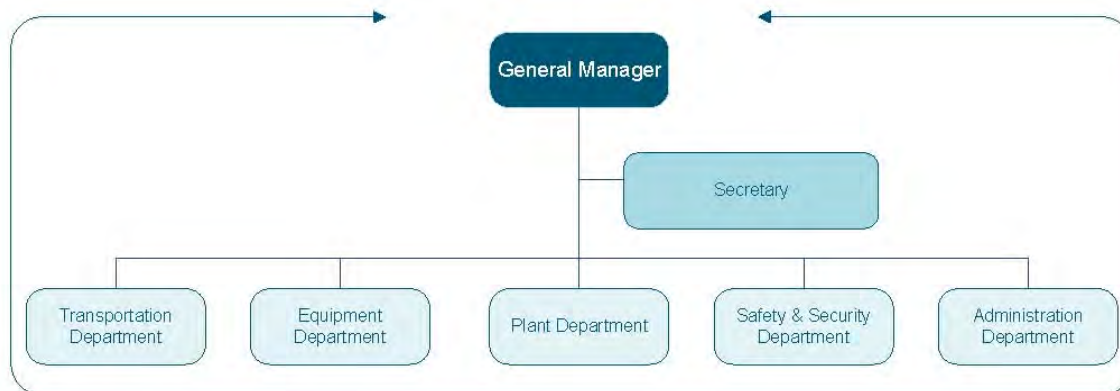 General Manager
Secretary
Transportation
Department
Equipment
Department
Plant Department
Safety & Security
Department
Administration
Department